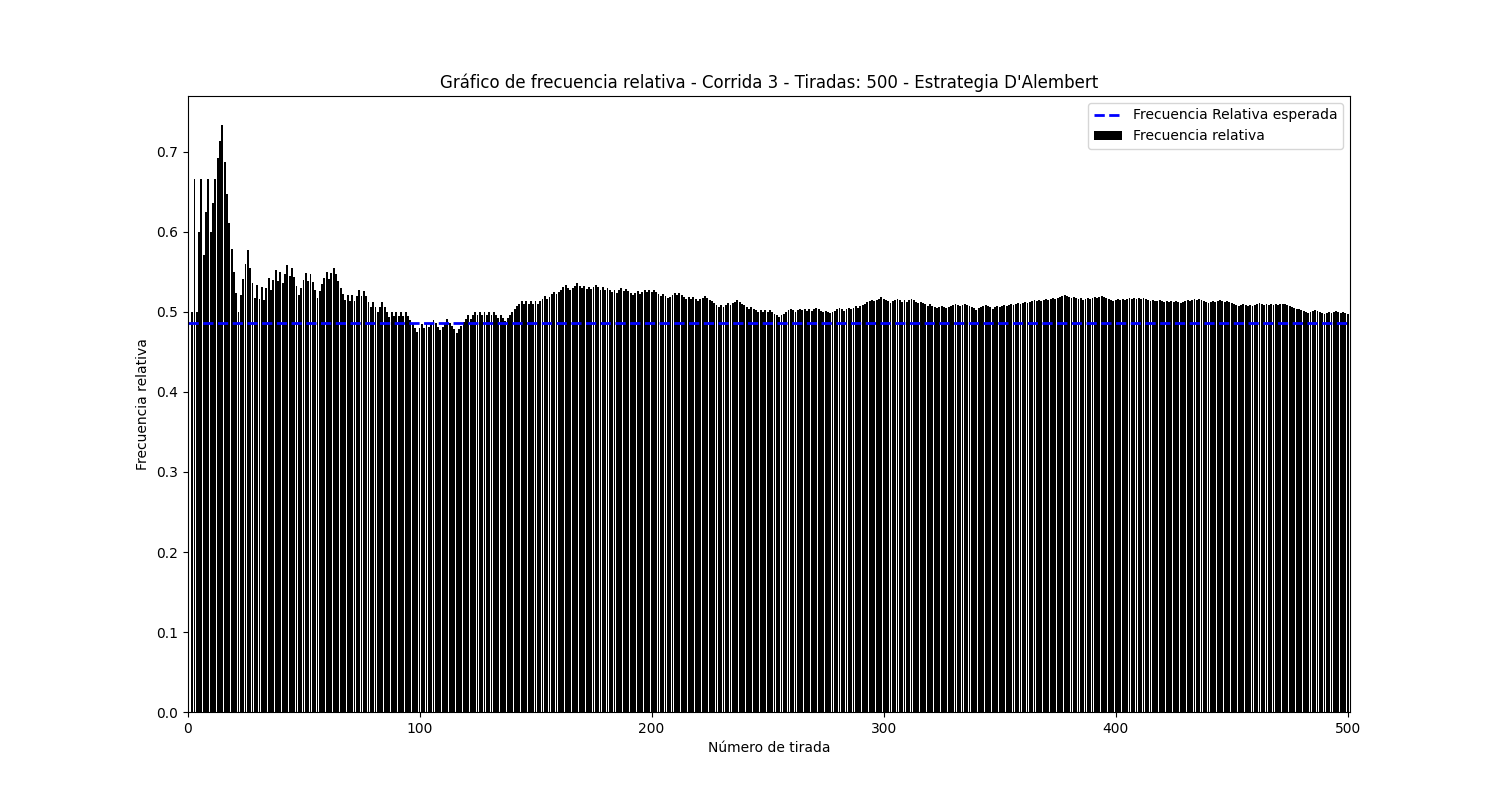 Gráfico de frecuencia relativa - Corrida 3 - Tiradas: 500 - Estrategia D'Alembert
Frecuencia Relativa esperada
Frecuencia relativa
0.7
0.6
0.5
0.4
0.3
0.2
0.1
0.0
Frecuencia relativa
0 100 200 300 400 500
Número de tirada